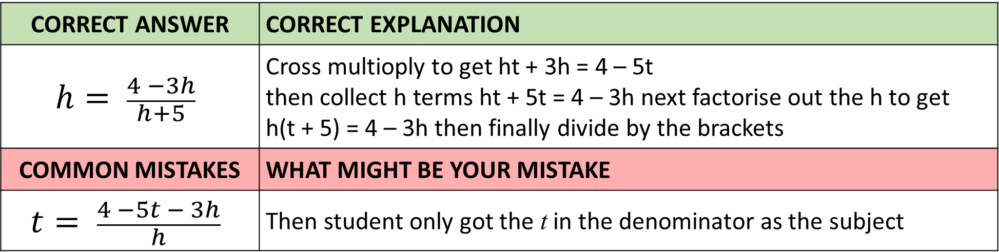 CORRECT ANSWER
CORRECT EXPLANATION
h = \frac{4 - 3h}{h + 5}
Cross multioply to get ht + 3h = 4 – 5t
then collect h terms ht + 5t = 4 – 3h next factorise out the h to get
h(t + 5) = 4 – 3h then finally divide by the brackets
COMMON MISTAKES
WHAT MIGHT BE YOUR MISTAKE
t = \frac{4 - 5t - 3h}{h}
Then student only got the t in the denominator as the subject